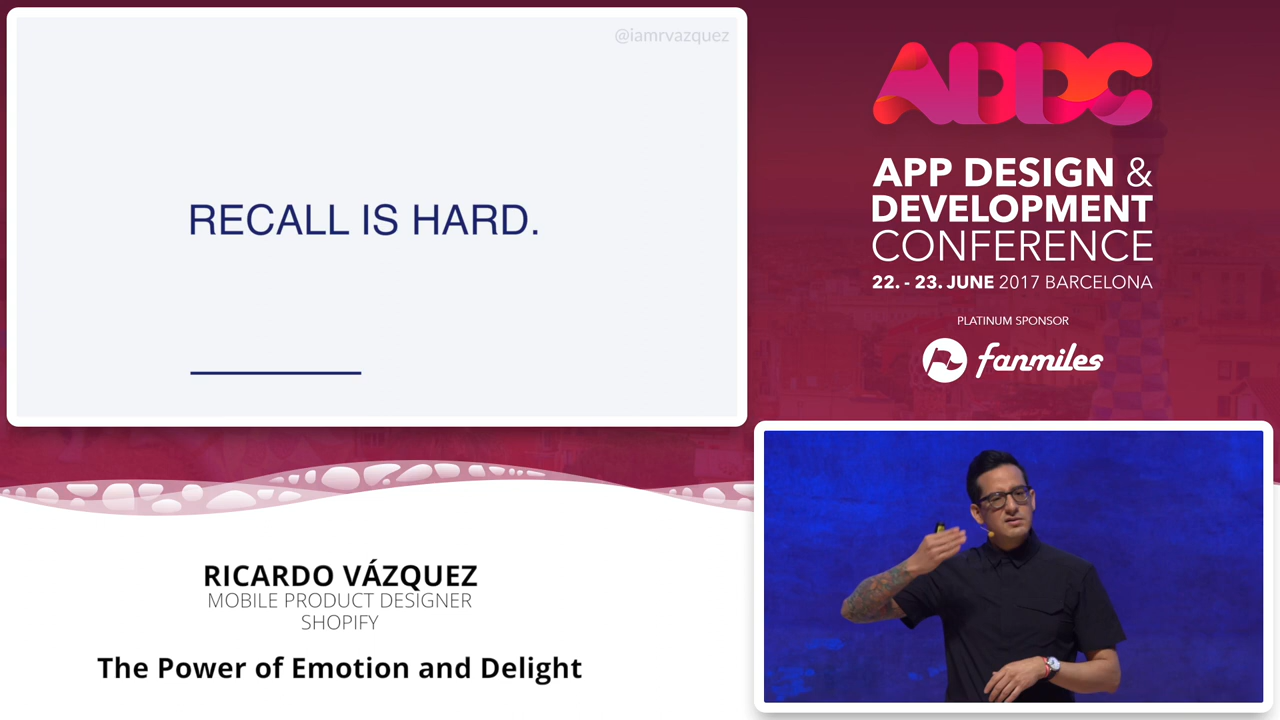 @iamrvazquez
RECALL IS HARD.
ADDC
APP DESIGN &
DEVELOPMENT
CONFERENCE
22. - 23. JUNE 2017 BARCELONA
PLATINUM SPONSOR
fanmiles
RICARDO VÁZQUEZ
MOBILE PRODUCT DESIGNER
SHOPIFY
The Power of Emotion and Delight